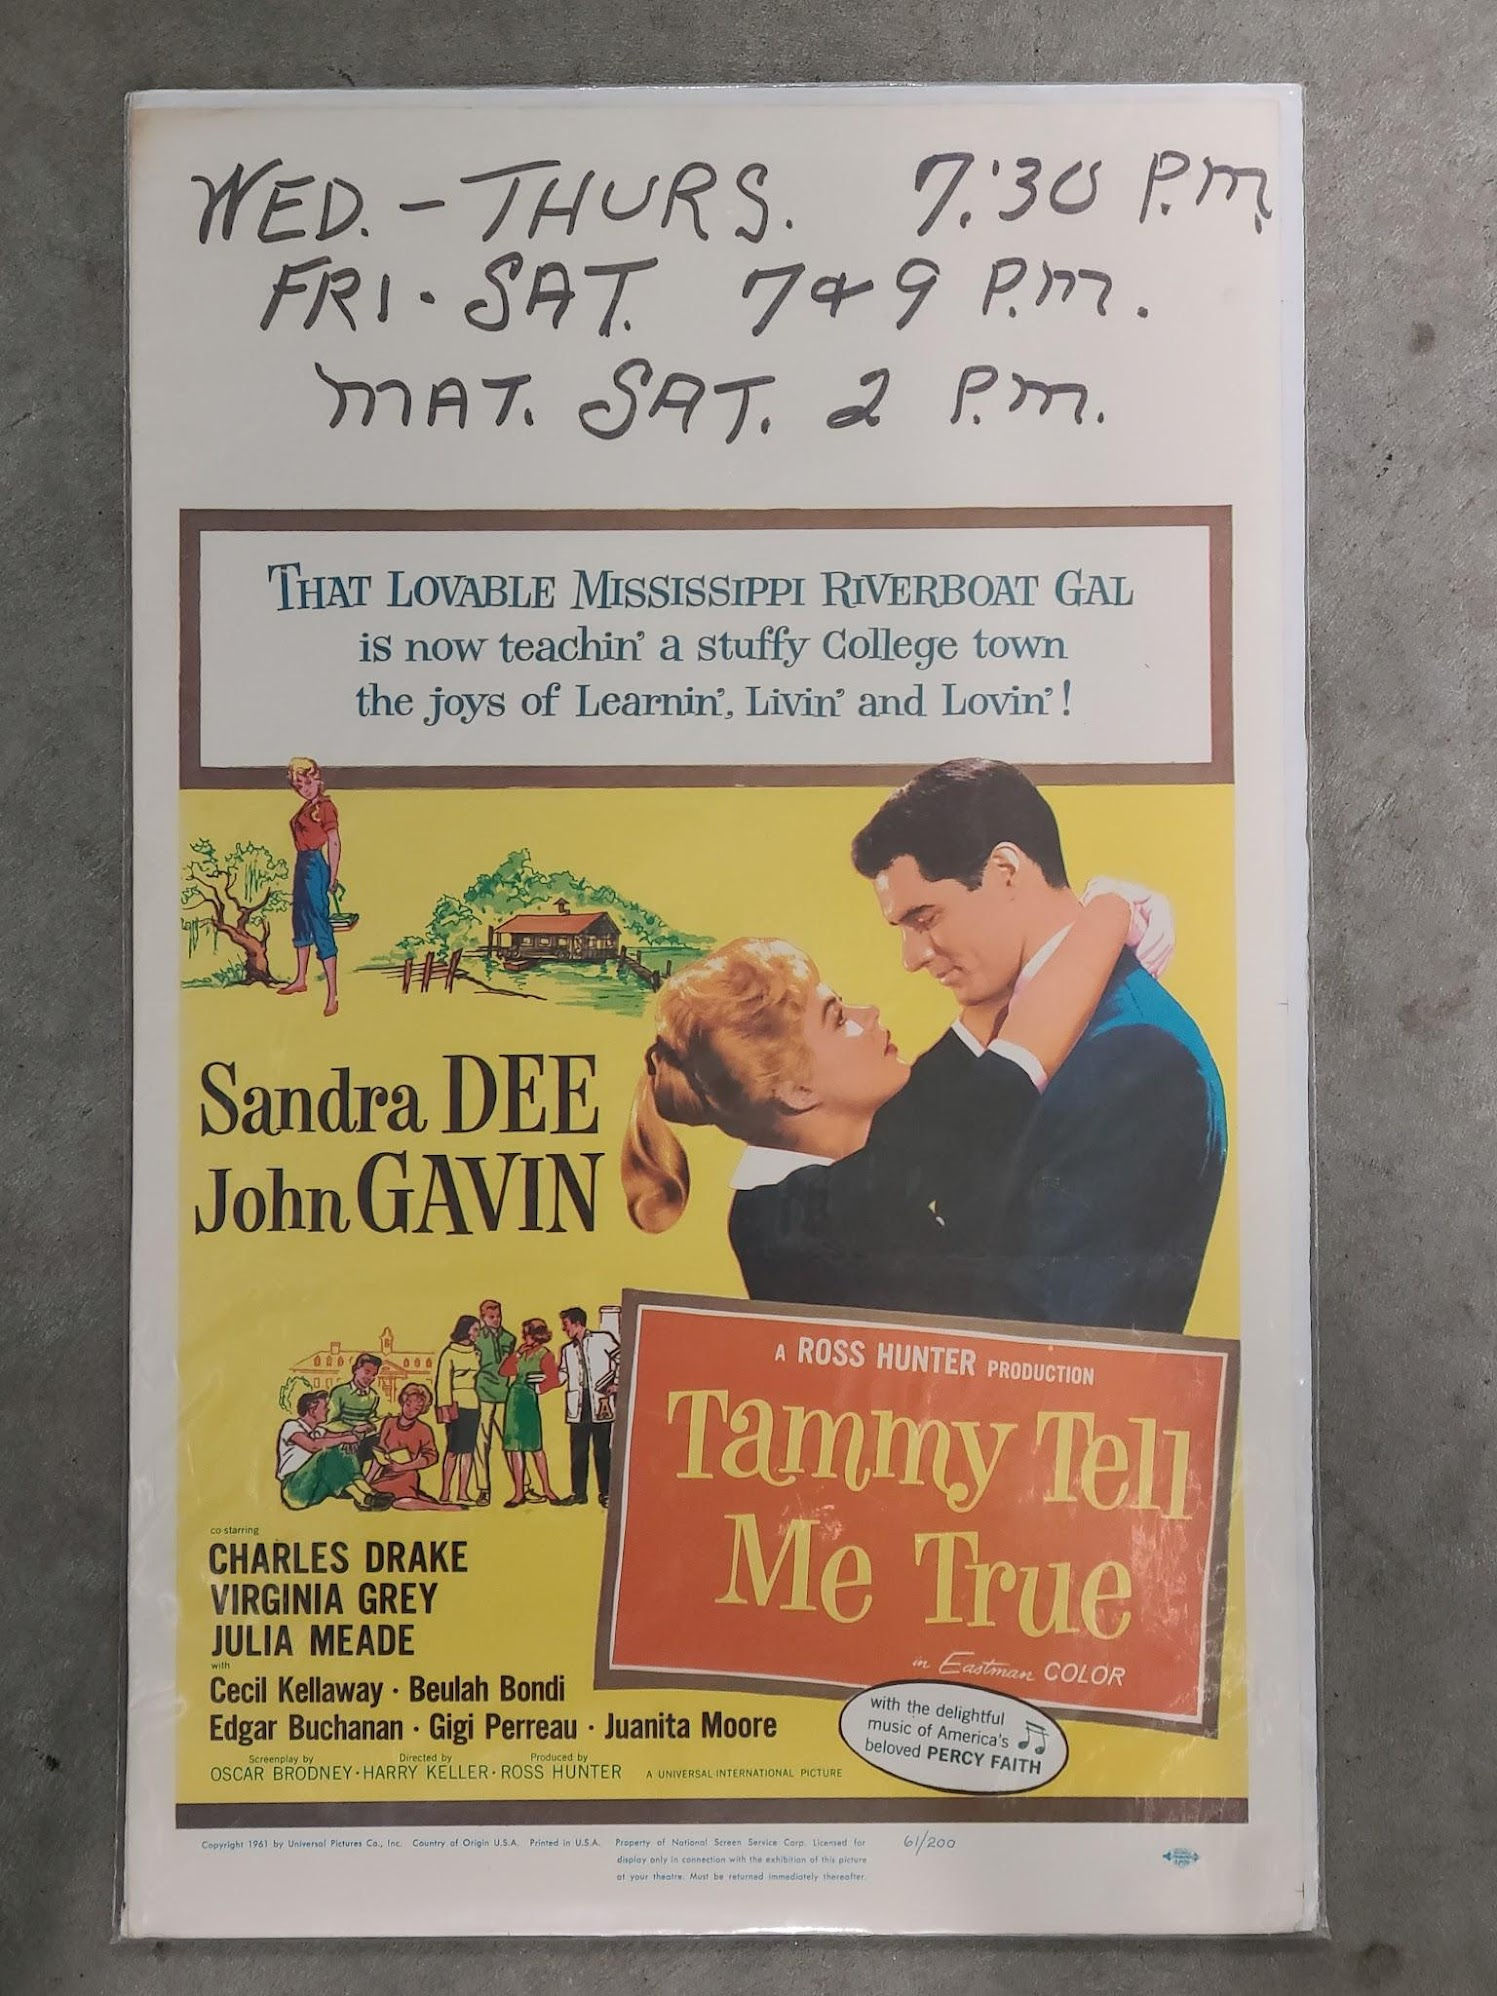 WED. - THURS. 7:30 P.M.
FRI - SAT. 7 & 9 P.M.
MAT. SAT. 2 P.M.
THAT LOVABLE MISSISSIPPI RIVERBOAT GAL
is now teachin' a stuffy College town
the joys of Learnin', Livin' and Lovin'!
Sandra DEE
John GAVIN
A ROSS HUNTER PRODUCTION
Tammy Tell
Me True
in Eastman COLOR
co-starring
CHARLES DRAKE
VIRGINIA GREY
JULIA MEADE
with
Cecil Kellaway · Beulah Bondi
Edgar Buchanan · Gigi Perreau · Juanita Moore
with the delightful
music of America's
beloved PERCY FAITH
Screenplay by Directed by Produced by
OSCAR BRODNEY · HARRY KELLER · ROSS HUNTER A UNIVERSAL-INTERNATIONAL PICTURE
Copyright 1961 by Universal Pictures Co., Inc. Country of Origin U.S.A. Printed in U.S.A. Property of National Screen Service Corp. Licensed for 61/200
display only in connection with the exhibition of this picture
at your theatre. Must be returned immediately thereafter.